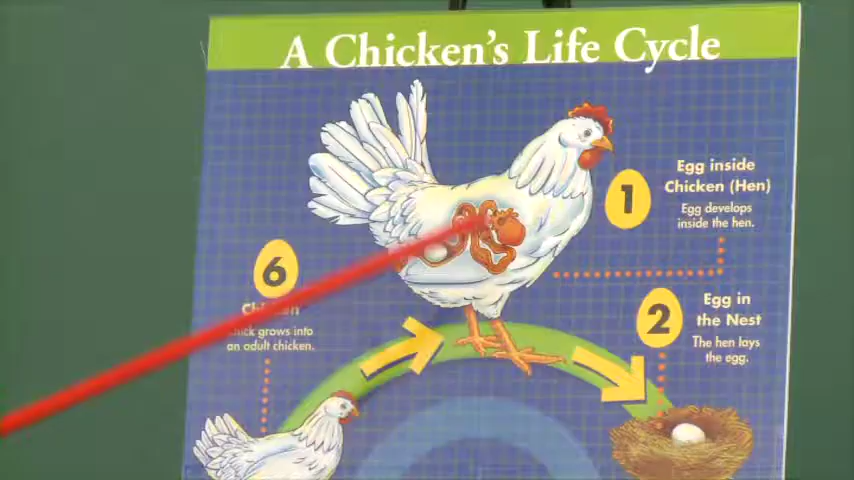 A Chicken's Life Cycle
1
Egg inside
Chicken (Hen)
Egg develops
inside the hen.
2
Egg in
the Nest
The hen lays
the egg.
6
grows into
an adult chicken.